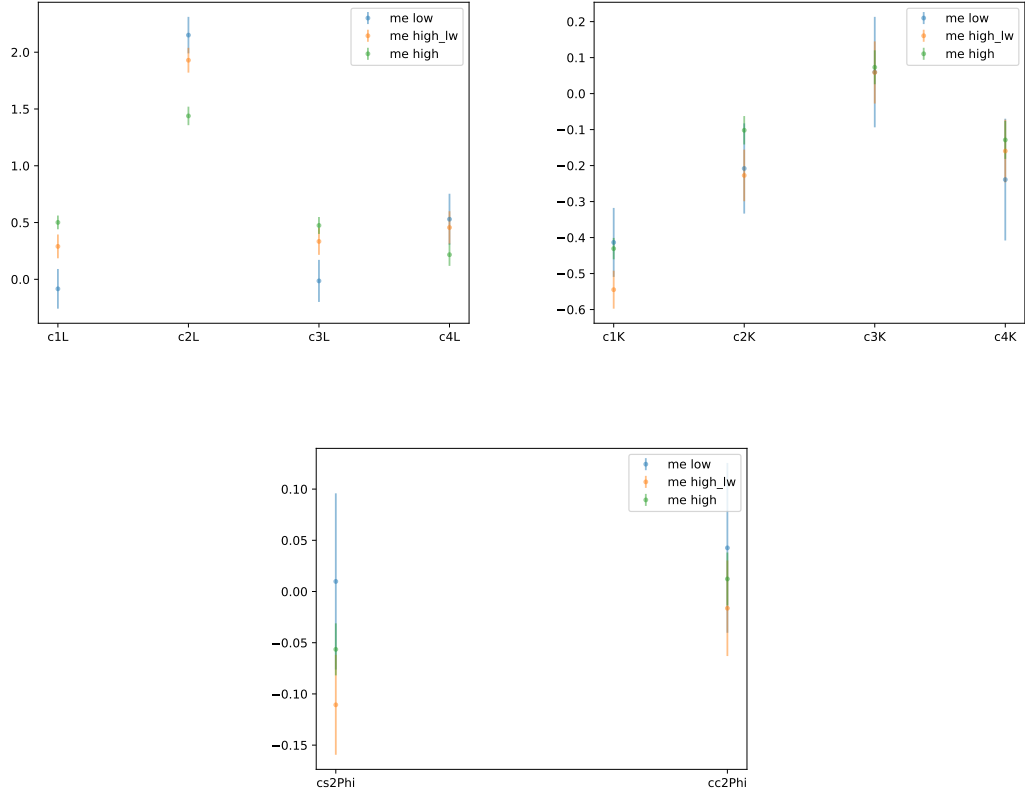 me low
me high_lw
me high
2.0
1.5
1.0
0.5
0.0
c1L c2L c3L c4L
me low
me high_lw
me high
0.2
0.1
0.0
−0.1
−0.2
−0.3
−0.4
−0.5
−0.6
c1K c2K c3K c4K
me low
me high_lw
me high
0.10
0.05
0.00
−0.05
−0.10
−0.15
cs2Phi cc2Phi